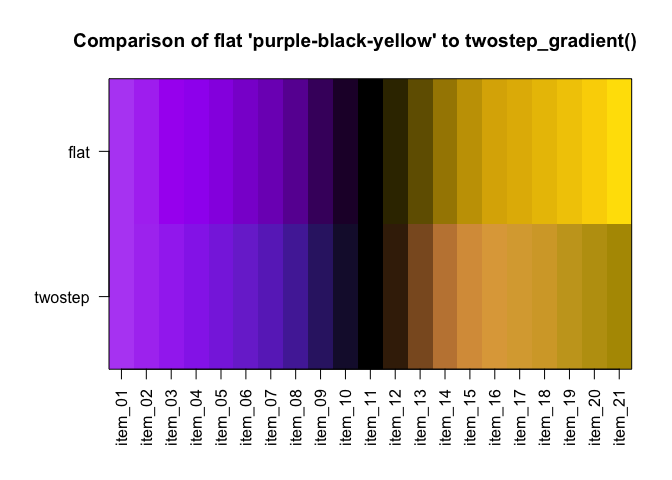 Comparison of flat 'purple-black-yellow' to twostep_gradient()
flat
twostep
item_01
item_02
item_03
item_04
item_05
item_06
item_07
item_08
item_09
item_10
item_11
item_12
item_13
item_14
item_15
item_16
item_17
item_18
item_19
item_20
item_21